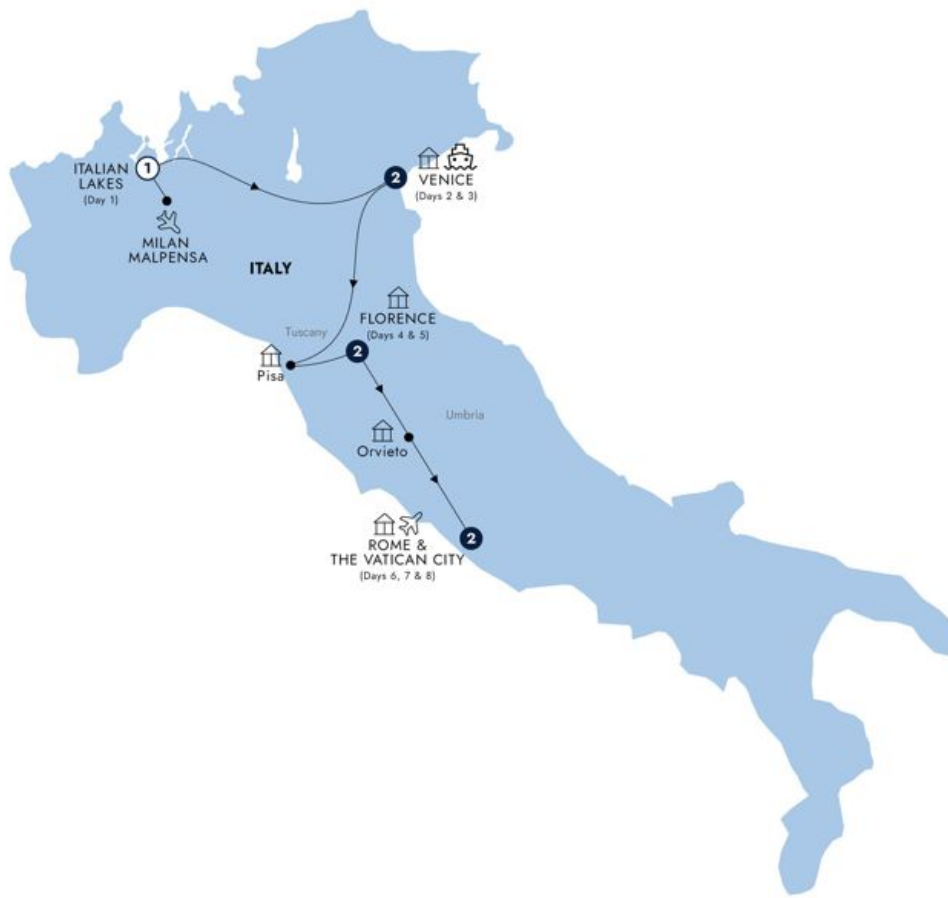 1
ITALIAN
LAKES
(Day 1)
MILAN
MALPENSA
2
VENICE
(Days 2 & 3)
ITALY
FLORENCE
(Days 4 & 5)
2
Tuscany
Pisa
Umbria
Orvieto
2
ROME &
THE VATICAN CITY
(Days 6, 7 & 8)